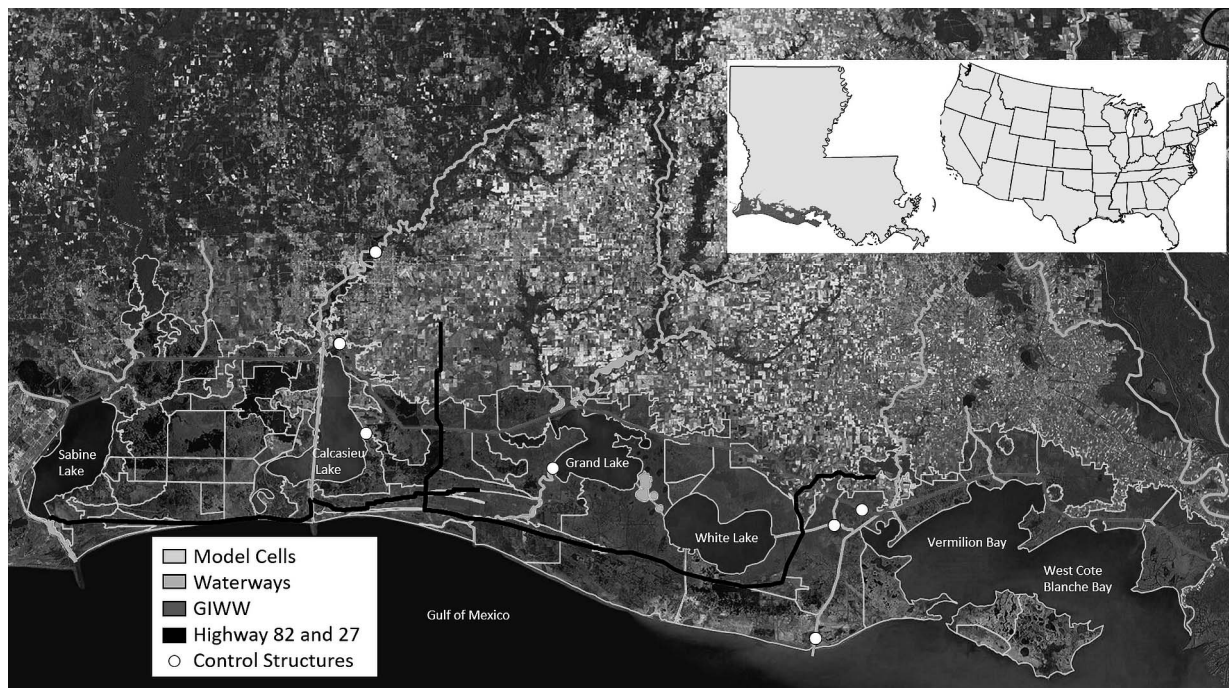 Sabine
Lake
Calcasieu
Lake
Grand Lake
White Lake
Vermilion Bay
West Cote
Blanche Bay
Gulf of Mexico
Model Cells
Waterways
GIWW
Highway 82 and 27
Control Structures